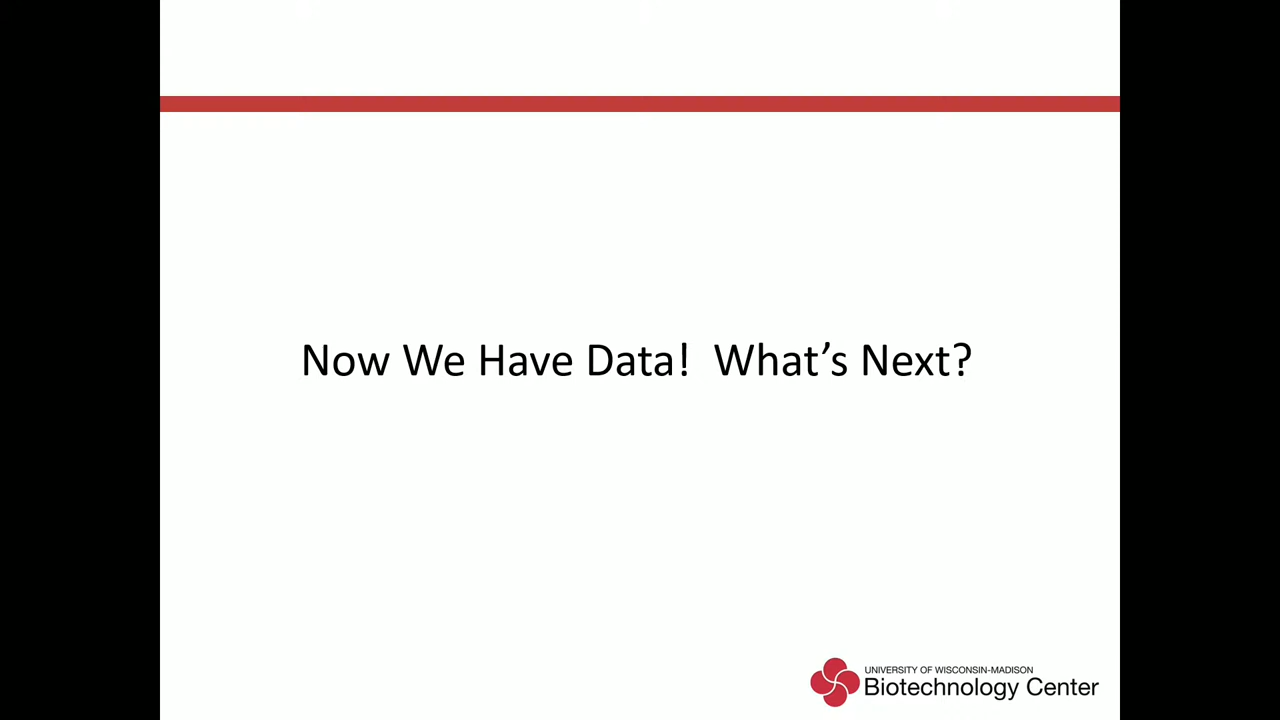 Now We Have Data!  What’s Next?
UNIVERSITY OF WISCONSIN-MADISON
Biotechnology Center